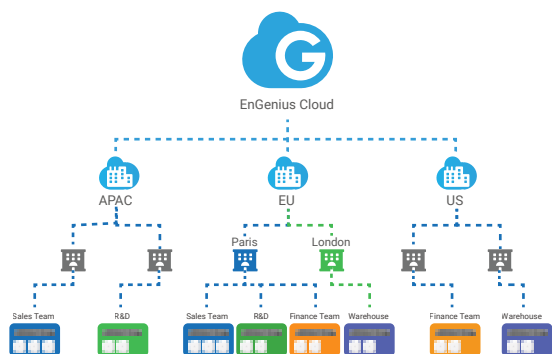 EnGenius Cloud
APAC
EU
US
Paris
London
Sales Team
R&D
Sales Team
R&D
Finance Team
Warehouse
Finance Team
Warehouse